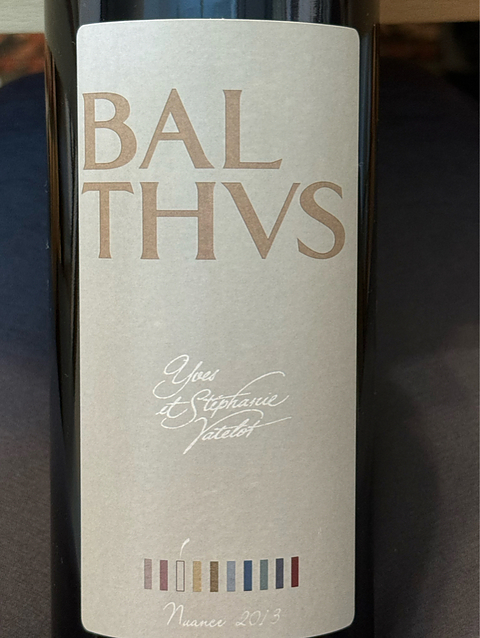 BAL
THVS
Yves
et Stéphanie
Vatelot
Nuance 2013